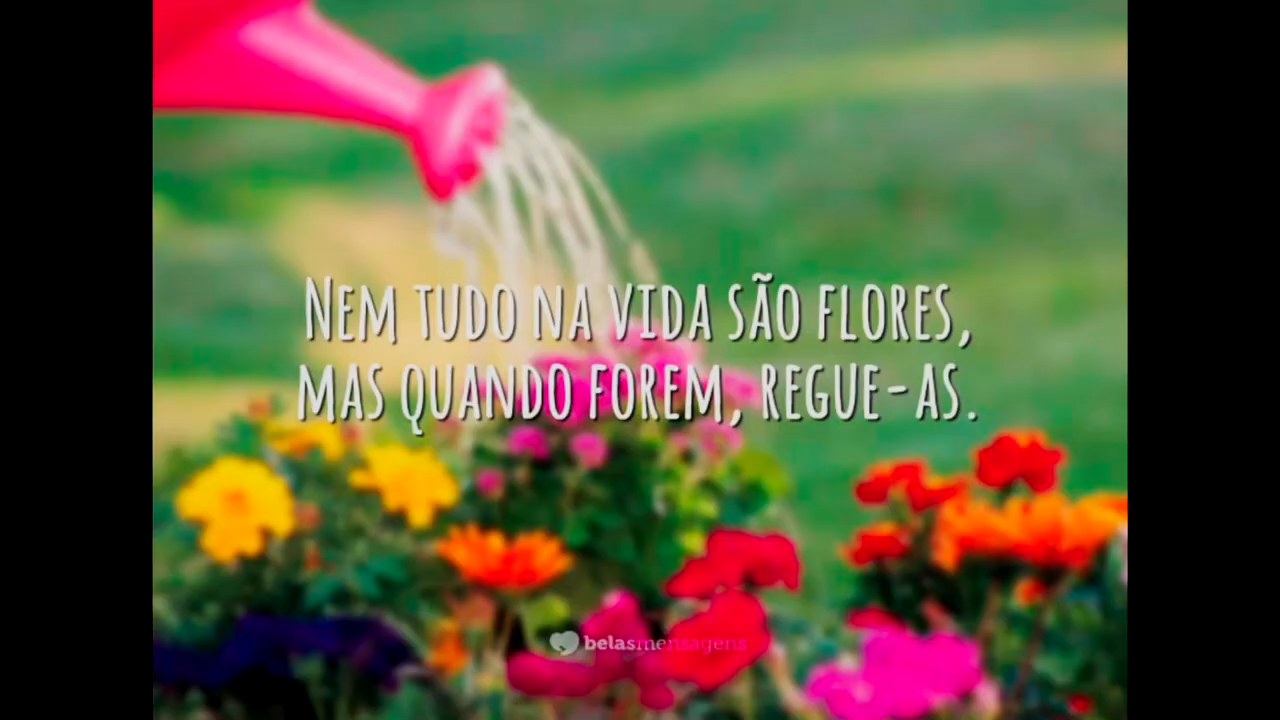 Nem tudo na vida são flores,
mas quando forem, regue-as.
belasmensagens